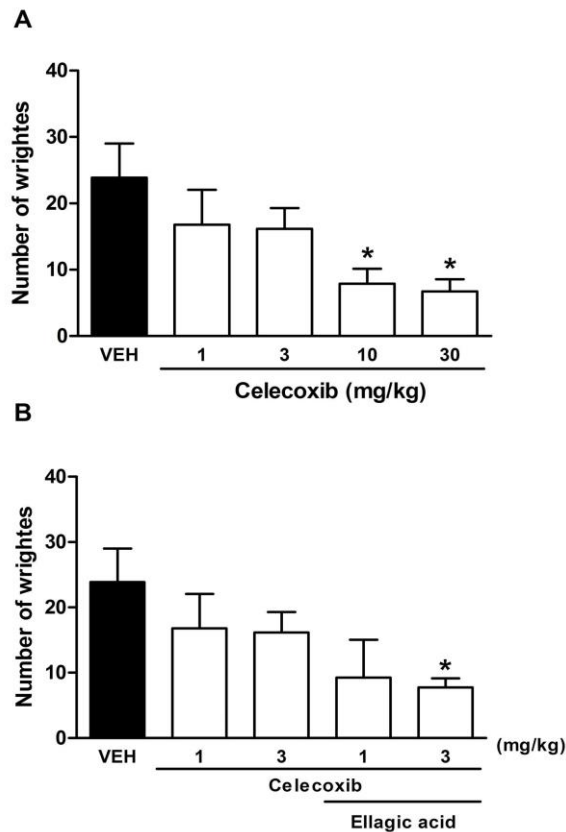 A
Number of wrightes
40
30
20
10
0
* *
VEH 1 3 10 30
Celecoxib (mg/kg)
B
Number of wrightes
40
30
20
10
0
*
VEH 1 3 1 3 (mg/kg)
Celecoxib
Ellagic acid